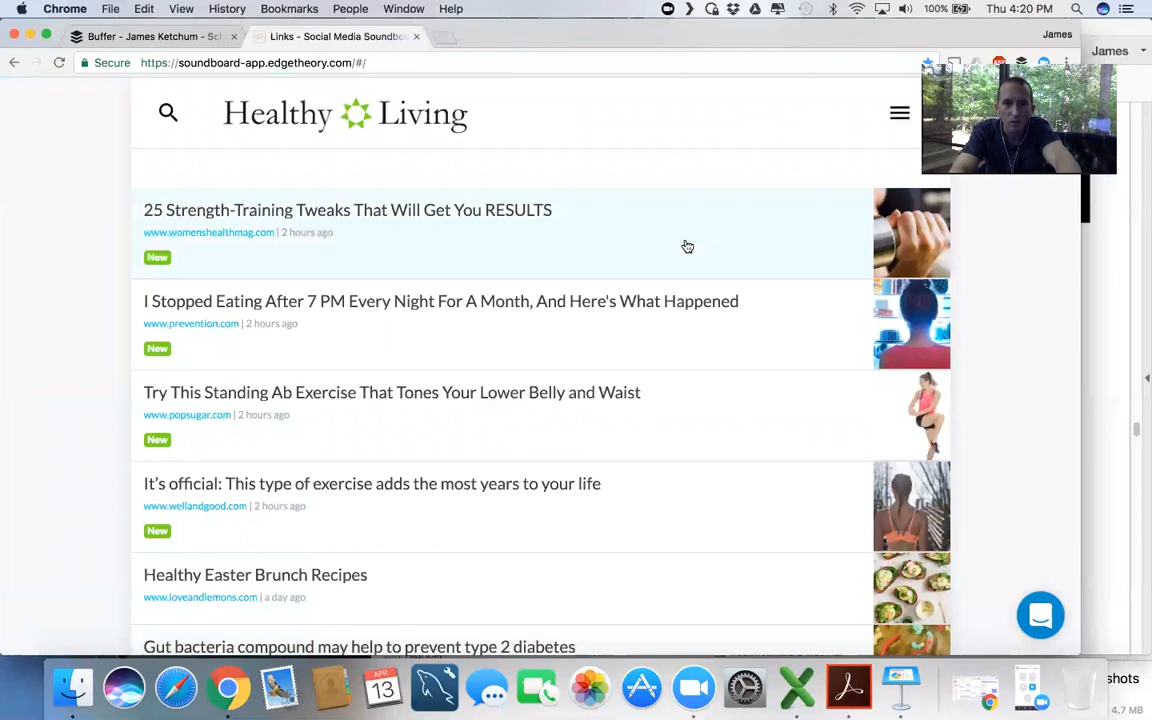 Chrome File Edit View History Bookmarks People Window Help 100% Thu 4:20 PM
Buffer - James Ketchum - Sc
Links - Social Media Soundbo
James
Secure https://soundboard-app.edgetheory.com/#/
James
Healthy Living
25 Strength-Training Tweaks That Will Get You RESULTS
www.womenshealthmag.com | 2 hours ago
New
I Stopped Eating After 7 PM Every Night For A Month, And Here's What Happened
www.prevention.com | 2 hours ago
New
Try This Standing Ab Exercise That Tones Your Lower Belly and Waist
www.popsugar.com | 2 hours ago
New
It's official: This type of exercise adds the most years to your life
www.wellandgood.com | 2 hours ago
New
Healthy Easter Brunch Recipes
www.loveandlemons.com | a day ago
Gut bacteria compound may help to prevent type 2 diabetes
APR
13
shots
4.7 MB